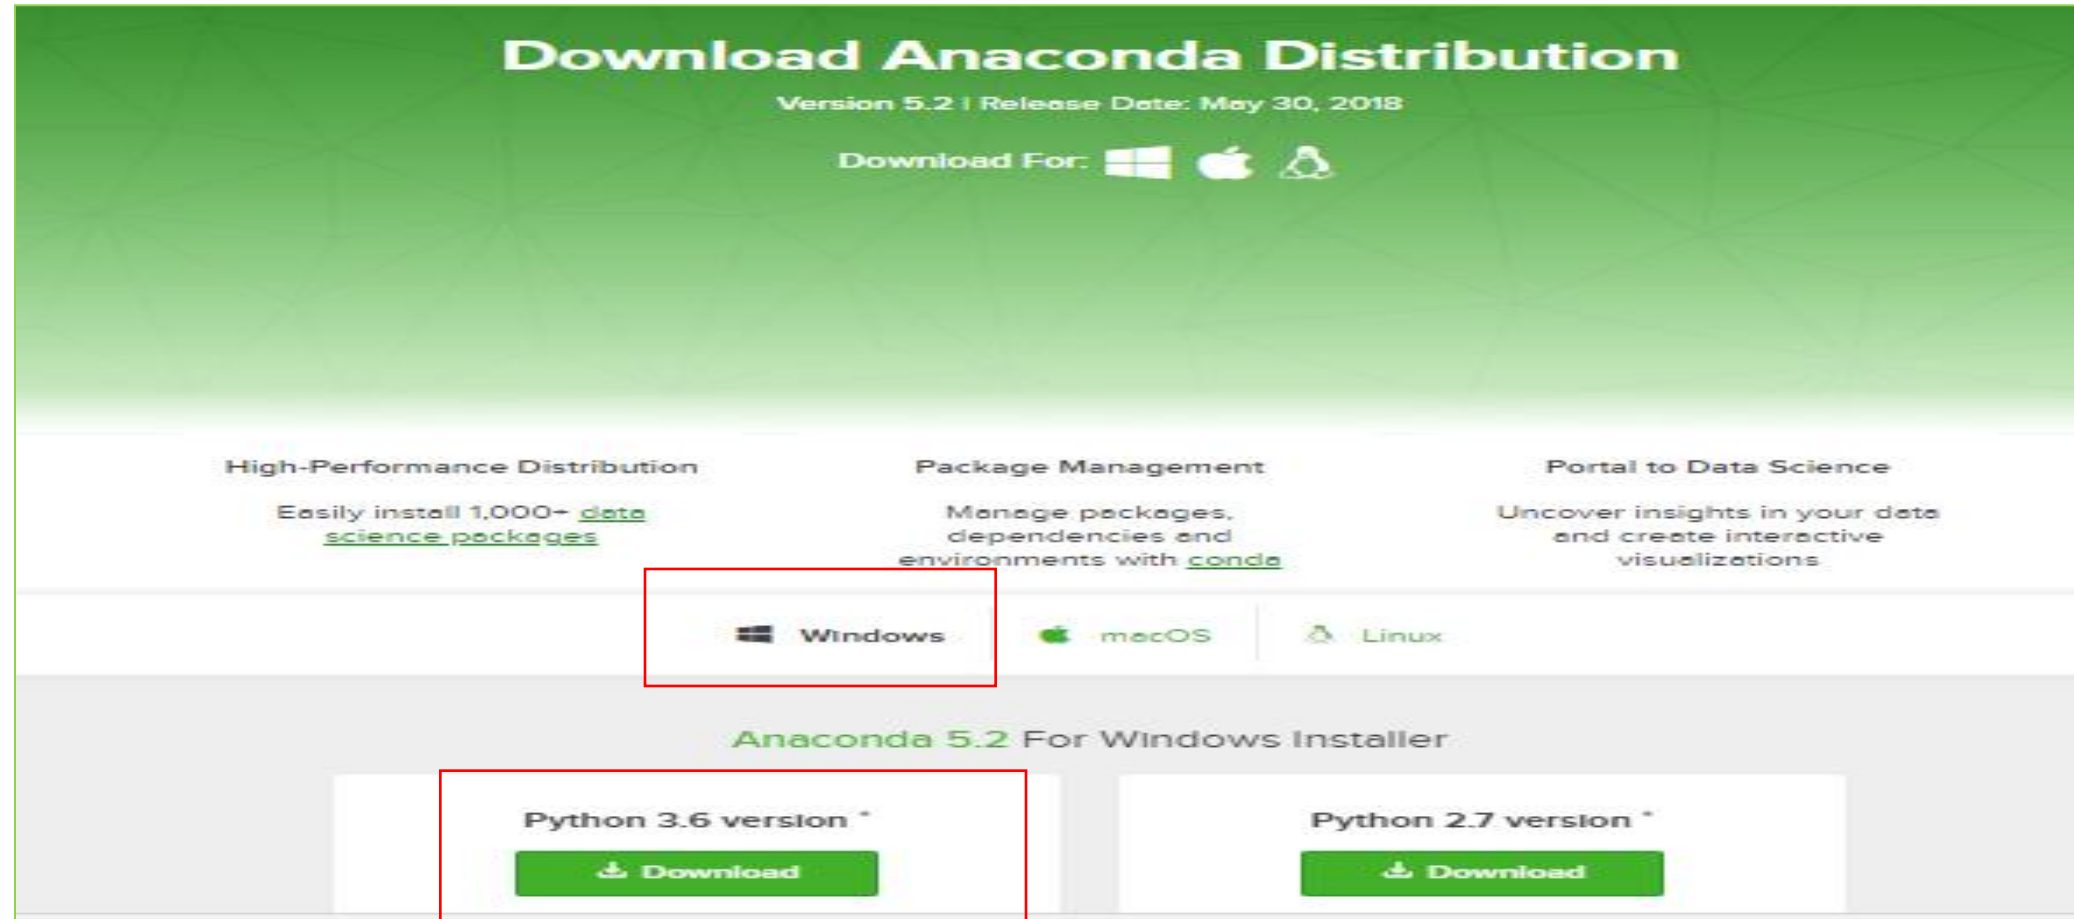 Download Anaconda Distribution
Version 5.2 | Release Date: May 30, 2018
Download For:
High-Performance Distribution
Easily install 1,000+ data
science packages
Package Management
Manage packages,
dependencies and
environments with conda
Portal to Data Science
Uncover insights in your data
and create interactive
visualizations
Windows
macOS
Linux
Anaconda 5.2 For Windows Installer
Python 3.6 version *
Download
Python 2.7 version *
Download